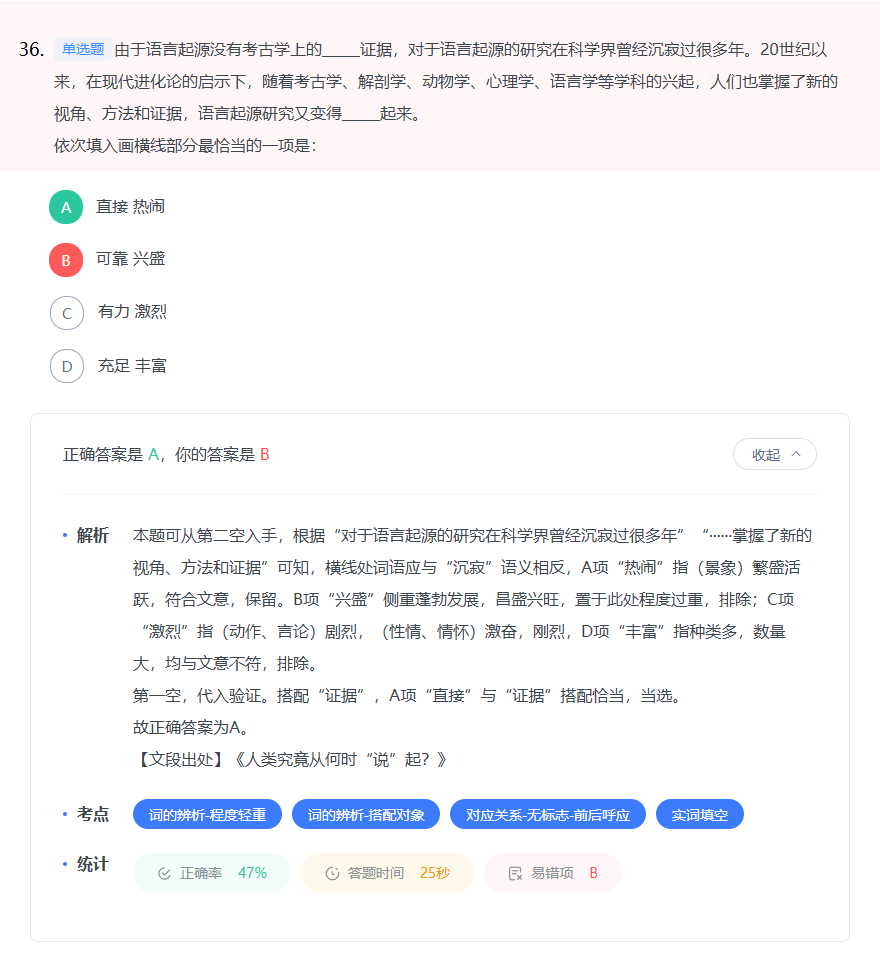 36. 单选题 由于语言起源没有考古学上的_____证据，对于语言起源的研究在科学界曾经沉寂过很多年。20世纪以
来，在现代进化论的启示下，随着考古学、解剖学、动物学、心理学、语言学等学科的兴起，人们也掌握了新的
视角、方法和证据，语言起源研究又变得_____起来。
依次填入画横线部分最恰当的一项是：
A 直接 热闹
B 可靠 兴盛
C 有力 激烈
D 充足 丰富
正确答案是 A，你的答案是 B 收起
解析 本题可从第二空入手，根据“对于语言起源的研究在科学界曾经沉寂过很多年”“……掌握了新的
视角、方法和证据”可知，横线处词语应与“沉寂”语义相反，A项“热闹”指（景象）繁盛活
跃，符合文意，保留。B项“兴盛”侧重蓬勃发展，昌盛兴旺，置于此处程度过重，排除；C项
“激烈”指（动作、言论）剧烈，（性情、情怀）激奋，刚烈，D项“丰富”指种类多，数量
大，均与文意不符，排除。
第一空，代入验证。搭配“证据”，A项“直接”与“证据”搭配恰当，当选。
故正确答案为A。
【文段出处】《人类究竟从何时“说”起？》
考点 词的辨析-程度轻重 词的辨析-搭配对象 对应关系-无标志-前后呼应 实词填空
统计 正确率 47% 答题时间 25秒 易错项 B